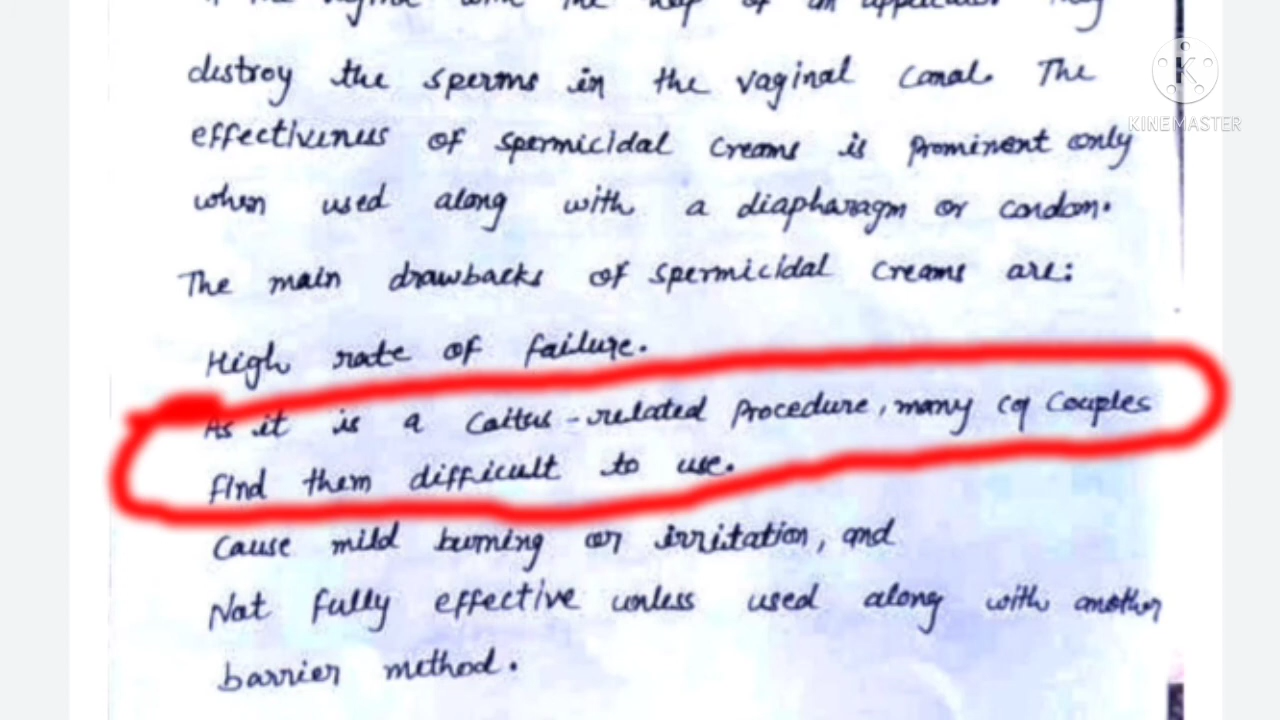 destroy the sperms in the vaginal canal. The
KINEMASTER
effectiveness of spermicidal creams is prominent only
when used along with a diapharagm or condom.
The main drawbacks of spermicidal creams are:
High rate of failure.
As it is a Coitus-related procedure, many cq couples
find them difficult to use.
Cause mild burning or irritation, and
Not fully effective unless used along with another
barrier method.